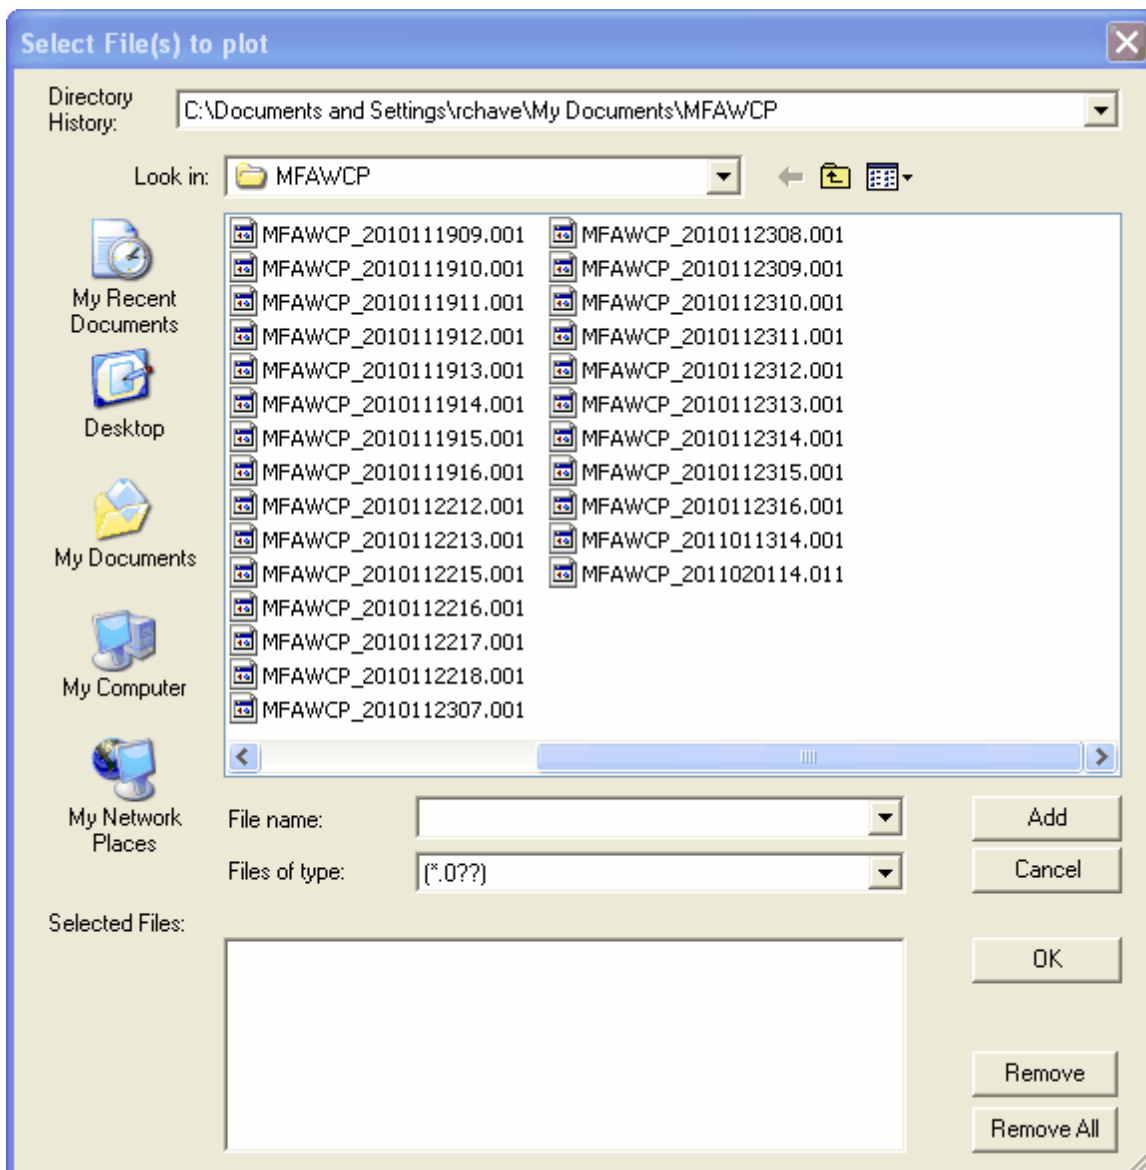 Select File(s) to plot
Directory
History:
C:\Documents and Settings\rchave\My Documents\MFAWCP
Look in:
MFAWCP
My Recent
Documents
Desktop
My Documents
My Computer
My Network
Places
MFAWCP_2010111909.001
MFAWCP_2010111910.001
MFAWCP_2010111911.001
MFAWCP_2010111912.001
MFAWCP_2010111913.001
MFAWCP_2010111914.001
MFAWCP_2010111915.001
MFAWCP_2010111916.001
MFAWCP_2010112212.001
MFAWCP_2010112213.001
MFAWCP_2010112215.001
MFAWCP_2010112216.001
MFAWCP_2010112217.001
MFAWCP_2010112218.001
MFAWCP_2010112307.001
MFAWCP_2010112308.001
MFAWCP_2010112309.001
MFAWCP_2010112310.001
MFAWCP_2010112311.001
MFAWCP_2010112312.001
MFAWCP_2010112313.001
MFAWCP_2010112314.001
MFAWCP_2010112315.001
MFAWCP_2010112316.001
MFAWCP_2011011314.001
MFAWCP_2011020114.011
File name:
Add
Files of type:
(*.0??)
Cancel
Selected Files:
OK
Remove
Remove All